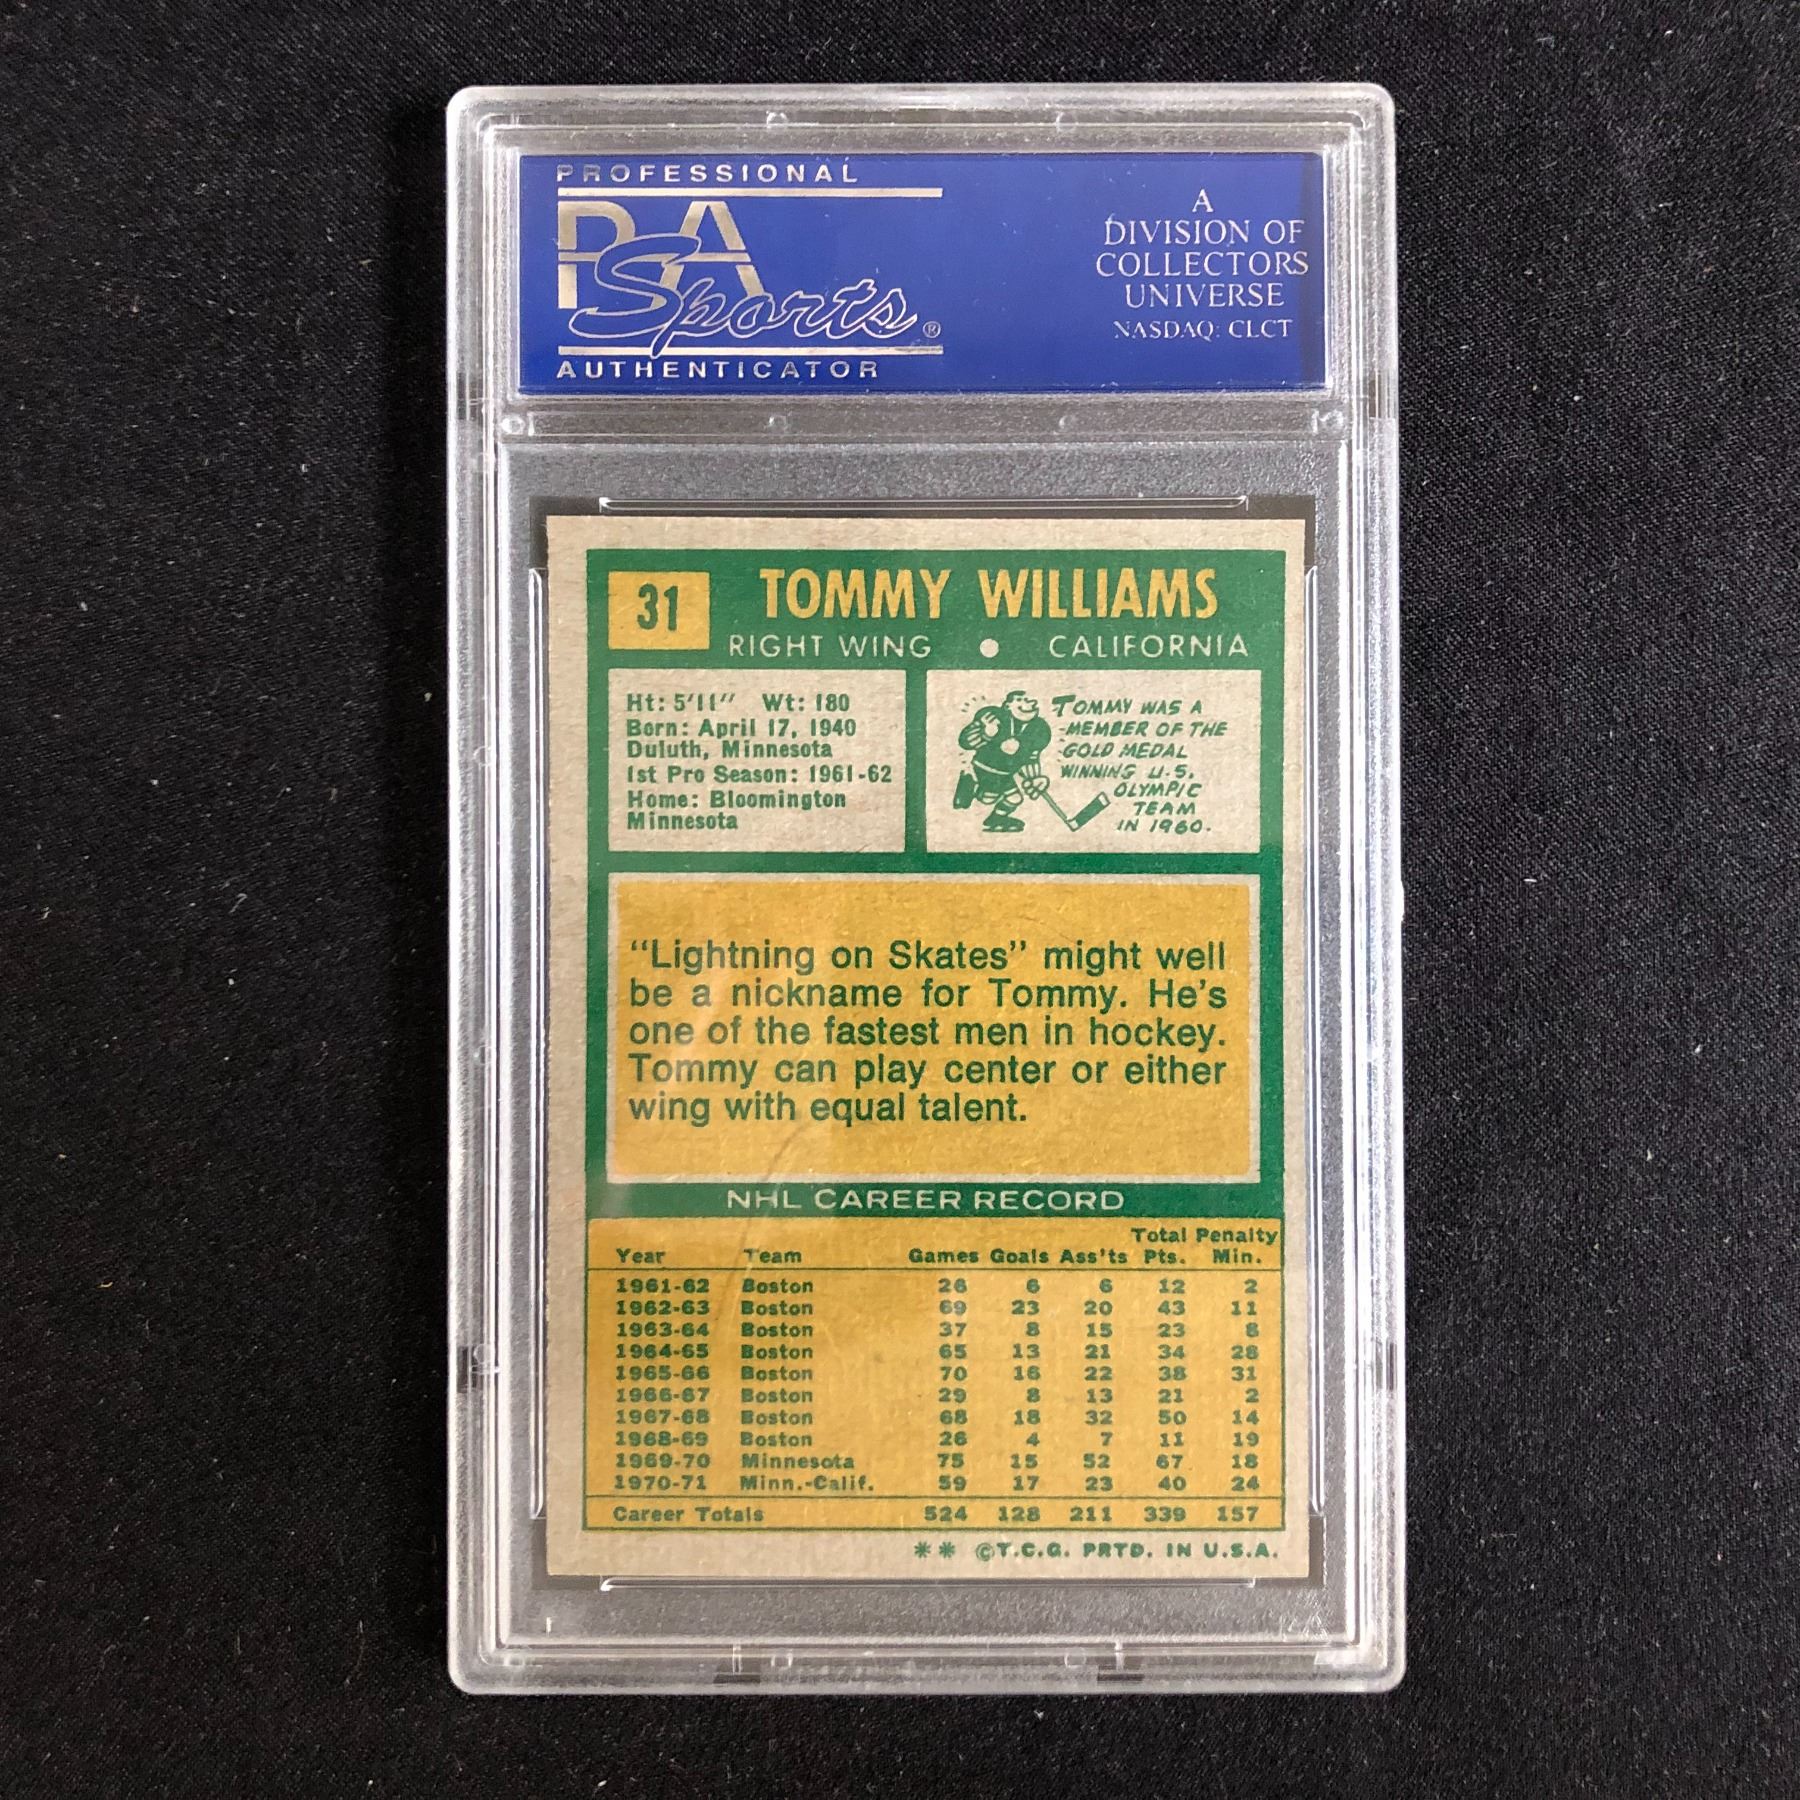 PROFESSIONAL
PSA
Sports®
AUTHENTICATOR
A
DIVISION OF
COLLECTORS
UNIVERSE
NASDAQ: CLCT
31
TOMMY WILLIAMS
RIGHT WING ● CALIFORNIA
Ht: 5'11" Wt: 180
Born: April 17, 1940
Duluth, Minnesota
1st Pro Season: 1961-62
Home: Bloomington
Minnesota
TOMMY WAS A
MEMBER OF THE
GOLD MEDAL
WINNING U.S.
OLYMPIC
TEAM
IN 1960.
"Lightning on Skates" might well
be a nickname for Tommy. He's
one of the fastest men in hockey.
Tommy can play center or either
wing with equal talent.
NHL CAREER RECORD
Total Penalty
Year Team Games Goals Ass'ts Pts. Min.
1961-62 Boston 26 6 6 12 2
1962-63 Boston 69 23 20 43 11
1963-64 Boston 37 8 15 23 8
1964-65 Boston 65 13 21 34 28
1965-66 Boston 70 16 22 38 31
1966-67 Boston 29 8 13 21 2
1967-68 Boston 68 18 32 50 14
1968-69 Boston 26 4 7 11 19
1969-70 Minnesota 75 15 52 67 18
1970-71 Minn.-Calif. 59 17 23 40 24
Career Totals 524 128 211 339 157
** ©T.C.G. PRTD. IN U.S.A.